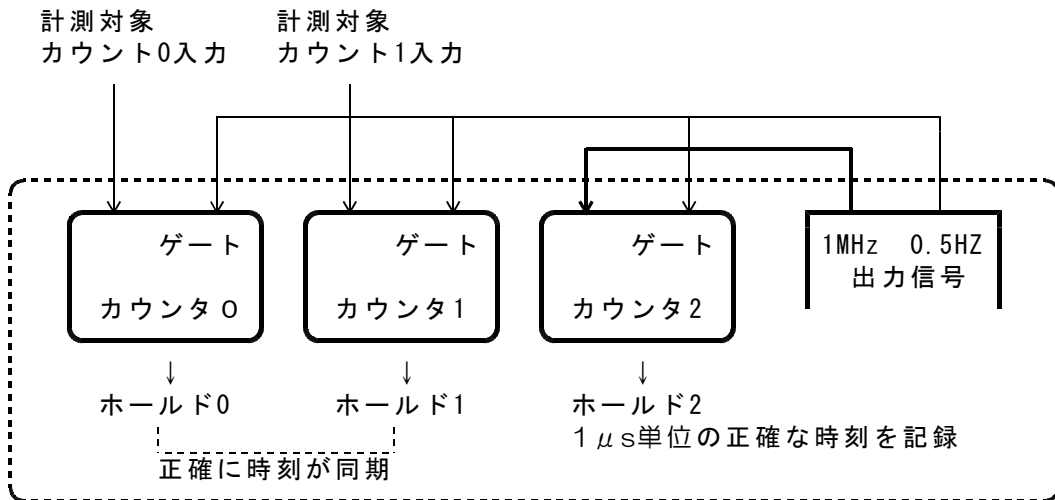 計測対象
カウント0入力
計測対象
カウント1入力
ゲート
カウンタ0
ゲート
カウンタ1
ゲート
カウンタ2
1MHz 0.5HZ
出力信号
↓
ホールド0
↓
ホールド1
↓
ホールド2
1μs単位の正確な時刻を記録
正確に時刻が同期